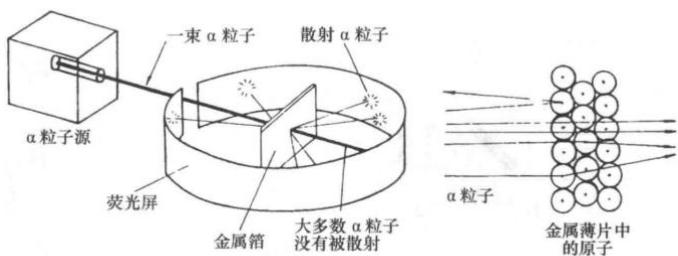 一束 α 粒子
散射 α 粒子
α 粒子源
荧光屏
金属箔
大多数 α 粒子
没有被散射
α 粒子
金属薄片中
的原子